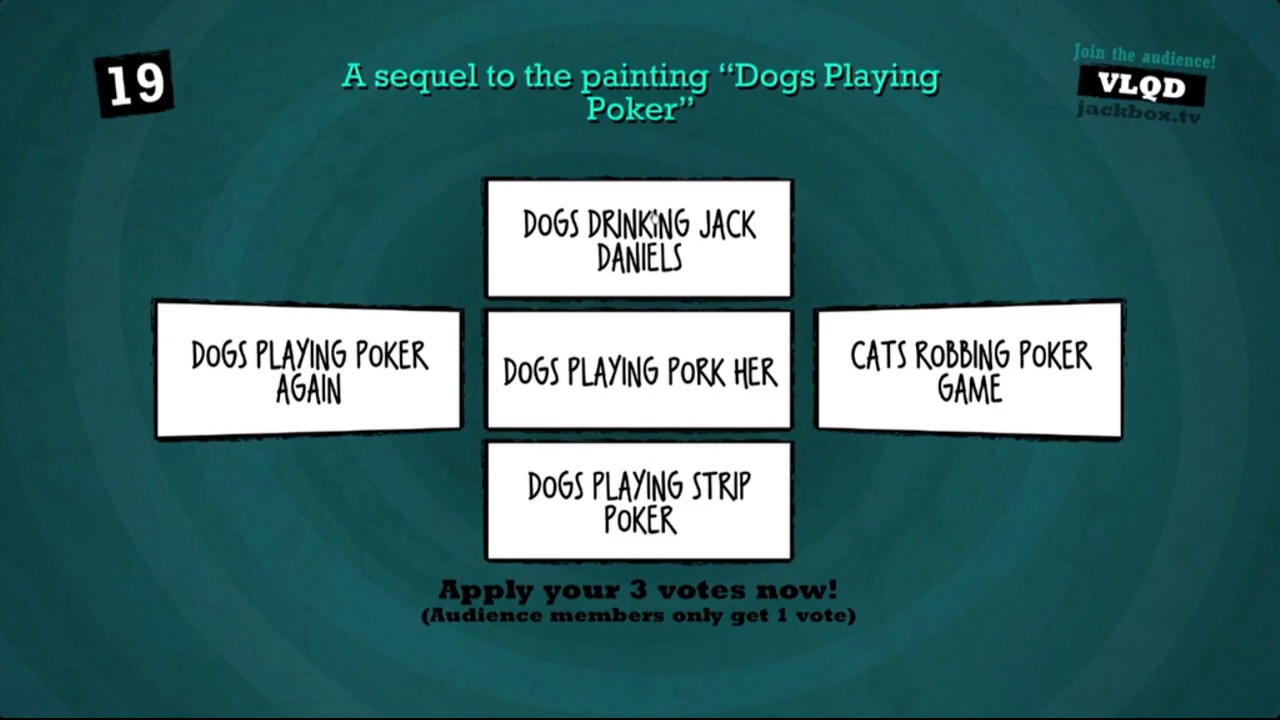 19
A sequel to the painting “Dogs Playing
Poker”
Join the audience!
VLQD
jackbox.tv
DOGS DRINKING JACK
DANIELS
DOGS PLAYING POKER
AGAIN
DOGS PLAYING PORK HER
CATS ROBBING POKER
GAME
DOGS PLAYING STRIP
POKER
Apply your 3 votes now!
(Audience members only get 1 vote)